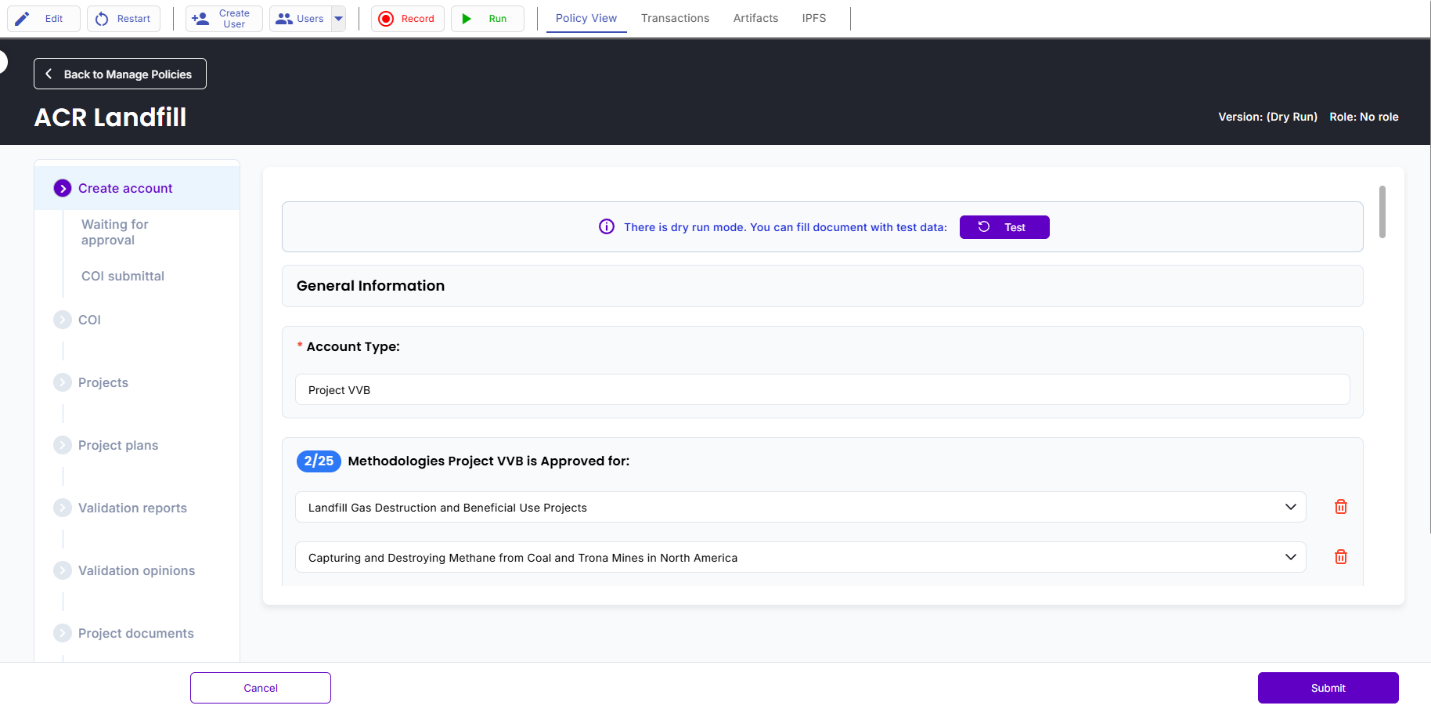 Edit Restart Create User Users Record Run Policy View Transactions Artifacts IPFS
Back to Manage Policies
ACR Landfill
Version: (Dry Run) Role: No role
Create account
Waiting for
approval
COI submittal
COI
Projects
Project plans
Validation reports
Validation opinions
Project documents
There is dry run mode. You can fill document with test data: Test
General Information
* Account Type:
Project VVB
2/25 Methodologies Project VVB is Approved for:
Landfill Gas Destruction and Beneficial Use Projects
Capturing and Destroying Methane from Coal and Trona Mines in North America
Cancel Submit